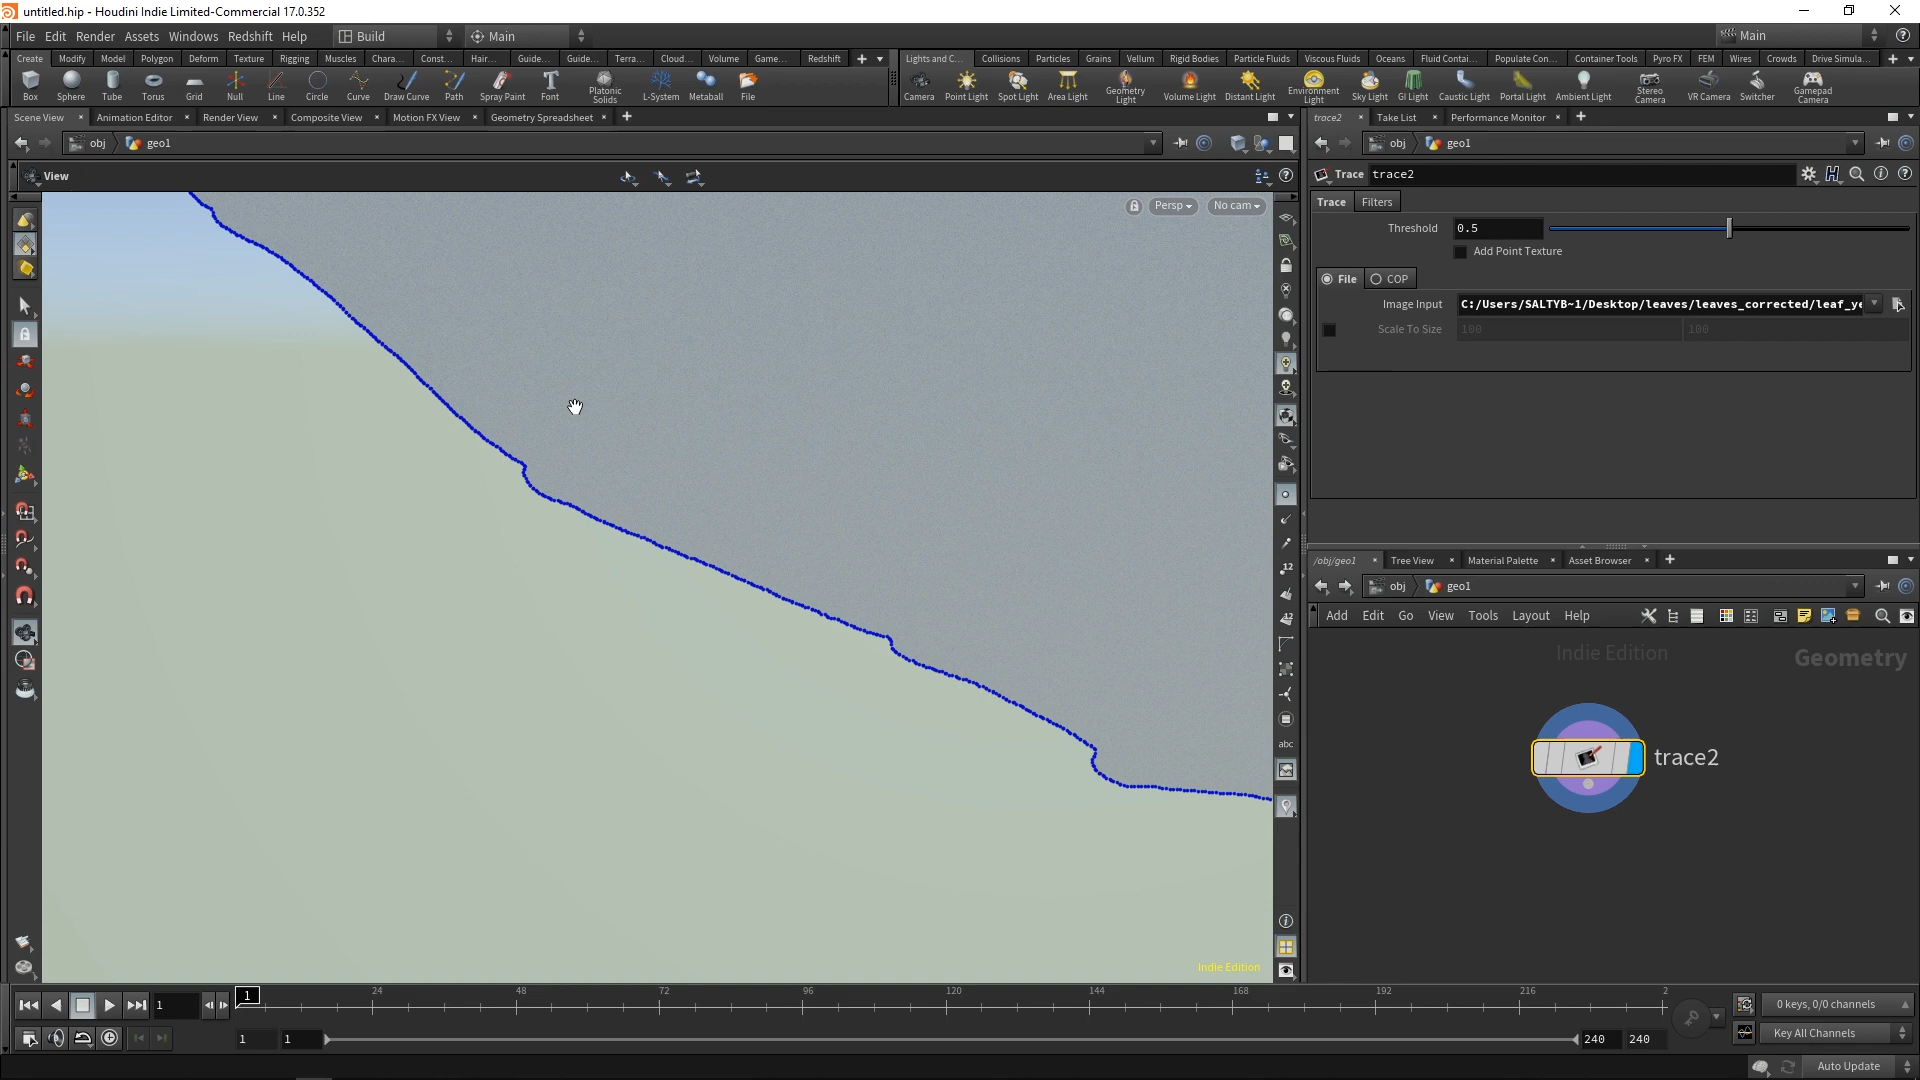 untitled.hip - Houdini Indie Limited-Commercial 17.0.352
File Edit Render Assets Windows Redshift Help Build Main Main
Create Modify Model Polygon Deform Texture Rigging Muscles Chara... Const... Hair... Guide... Guide... Terra... Cloud... Volume Game... Redshift
Lights and C... Collisions Particles Grains Vellum Rigid Bodies Particle Fluids Viscous Fluids Oceans Fluid Contai... Populate Con... Container Tools Pyro FX FEM Wires Crowds Drive Simula...
Box Sphere Tube Torus Grid Null Line Circle Curve Draw Curve Path Spray Paint Font Platonic Solids L-System Metaball File
Camera Point Light Spot Light Area Light Geometry Light Volume Light Distant Light Environment Light Sky Light GI Light Caustic Light Portal Light Ambient Light Stereo Camera VR Camera Switcher Gamepad Camera
Scene View Animation Editor Render View Composite View Motion FX View Geometry Spreadsheet
trace2 Take List Performance Monitor
obj geo1
obj geo1
View
Trace trace2
Persp No cam
Trace Filters
Threshold 0.5
Add Point Texture
File COP
Image Input C:/Users/SALTYB~1/Desktop/leaves/leaves_corrected/leaf_ye
Scale To Size 100 100
/obj/geo1 Tree View Material Palette Asset Browser
obj geo1
Add Edit Go View Tools Layout Help
Indie Edition Geometry
trace2
12
12
abc
Indie Edition
1 1 24 48 72 96 120 144 168 192 216 2
0 keys, 0/0 channels
1 1 240 240 Key All Channels
Auto Update